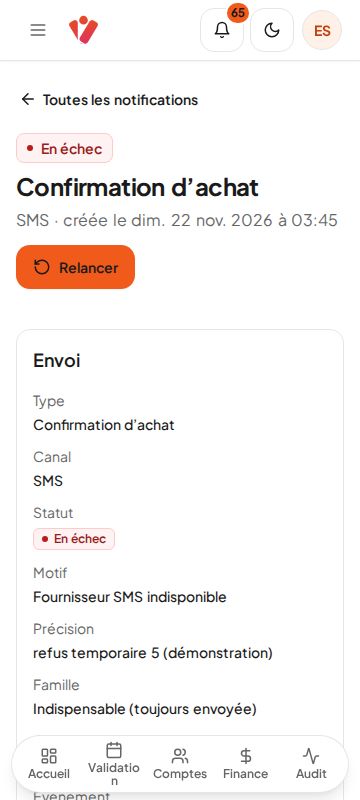 65
ES
Toutes les notifications
En échec
Confirmation d’achat
SMS · créée le dim. 22 nov. 2026 à 03:45
Relancer
Envoi
Type
Confirmation d’achat
Canal
SMS
Statut
En échec
Motif
Fournisseur SMS indisponible
Précision
refus temporaire 5 (démonstration)
Famille
Indispensable (toujours envoyée)
Accueil
Validatio
n
Comptes
Finance
Audit
Événement